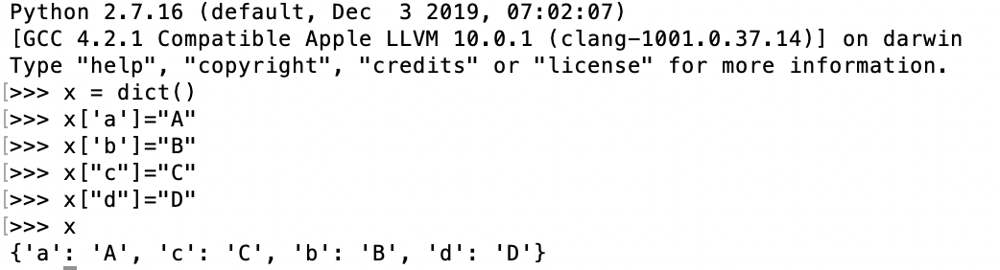 Python 2.7.16 (default, Dec  3 2019, 07:02:07)
[GCC 4.2.1 Compatible Apple LLVM 10.0.1 (clang-1001.0.37.14)] on darwin
Type "help", "copyright", "credits" or "license" for more information.
[>>> x = dict()
[>>> x['a']="A"
[>>> x['b']="B"
[>>> x["c"]="C"
[>>> x["d"]="D"
[>>> x
{'a': 'A', 'c': 'C', 'b': 'B', 'd': 'D'}